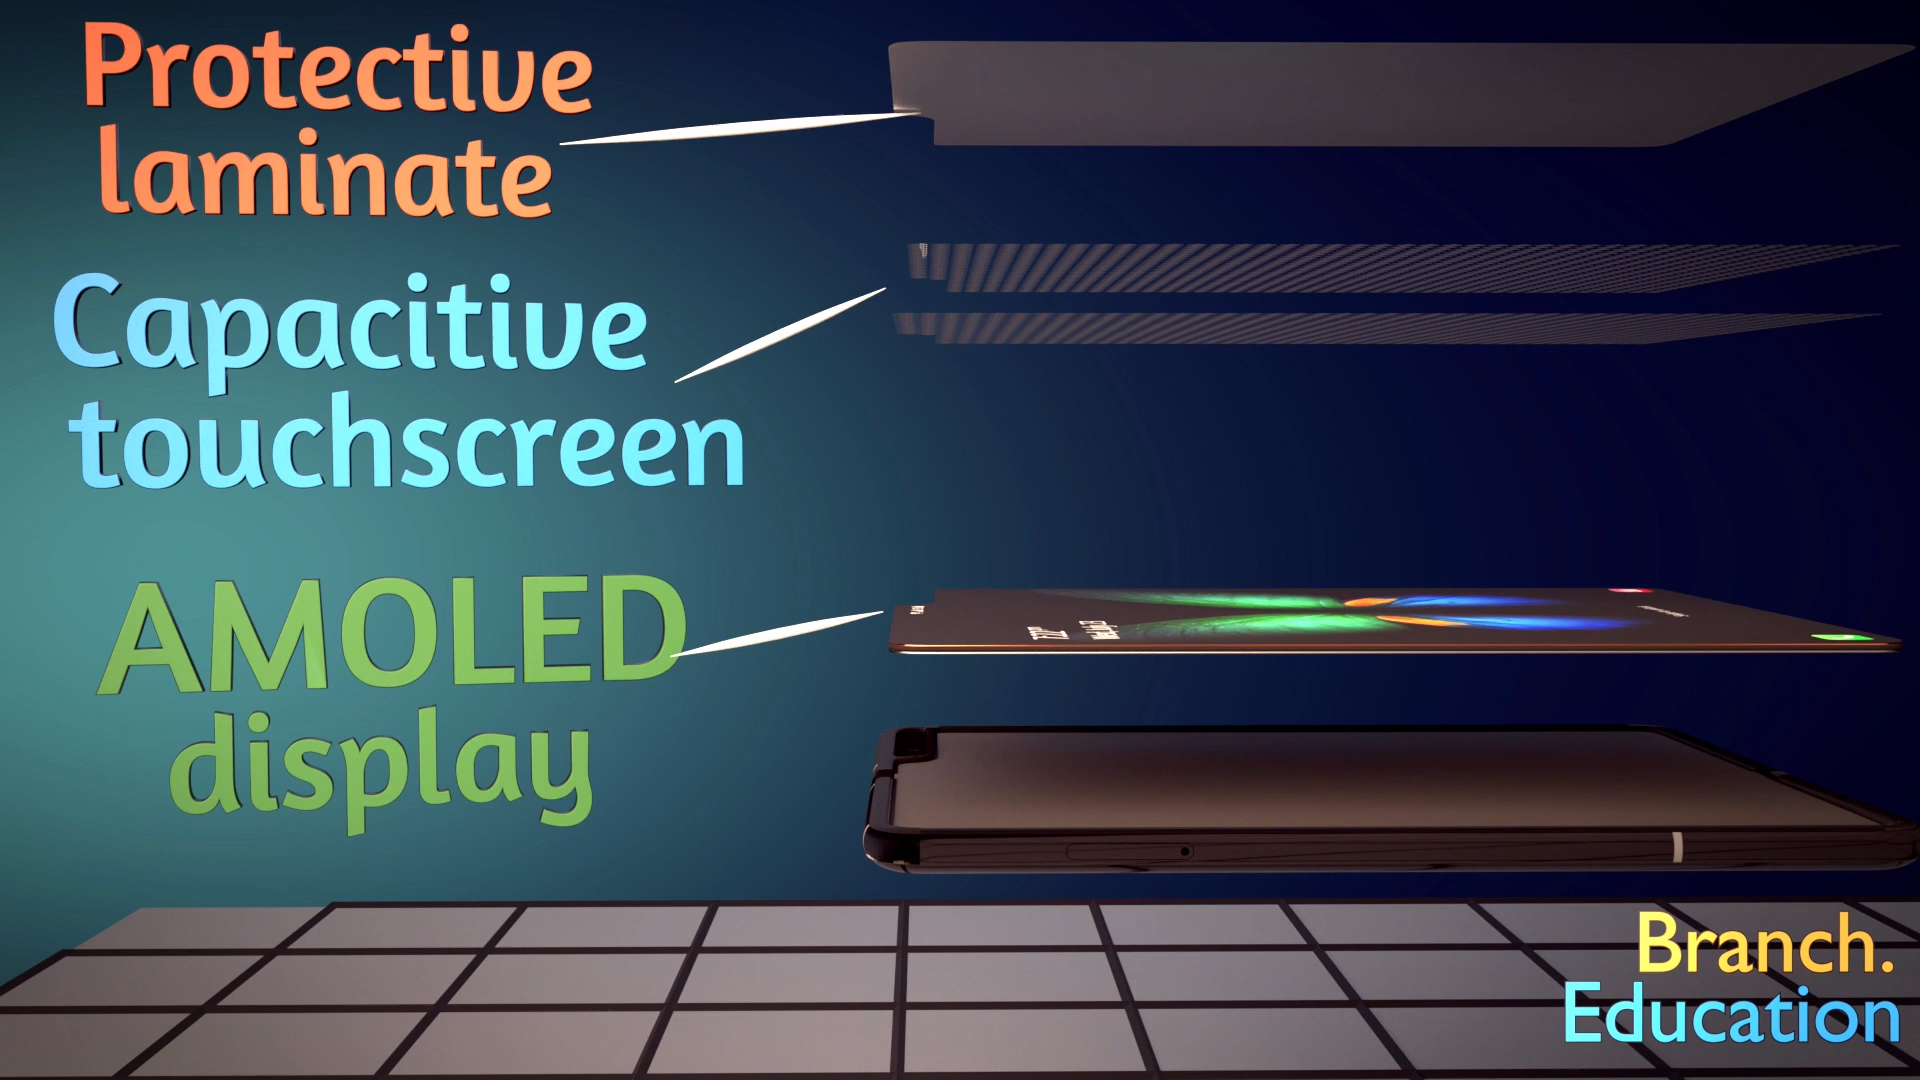 Protective
laminate
Capacitive
touchscreen
AMOLED
display
Branch.
Education